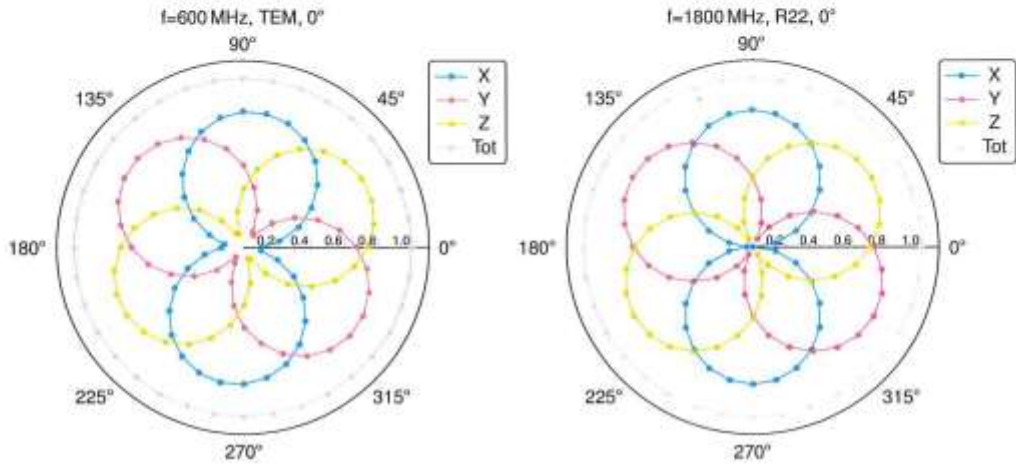 f=600 MHz, TEM, 0°
90°
135°
45°
X
Y
Z
Tot
180°
0.2 0.4 0.6 0.8 1.0
0°
225°
315°
270°
f=1800 MHz, R22, 0°
90°
135°
45°
X
Y
Z
Tot
180°
0.2 0.4 0.6 0.8 1.0
0°
225°
315°
270°